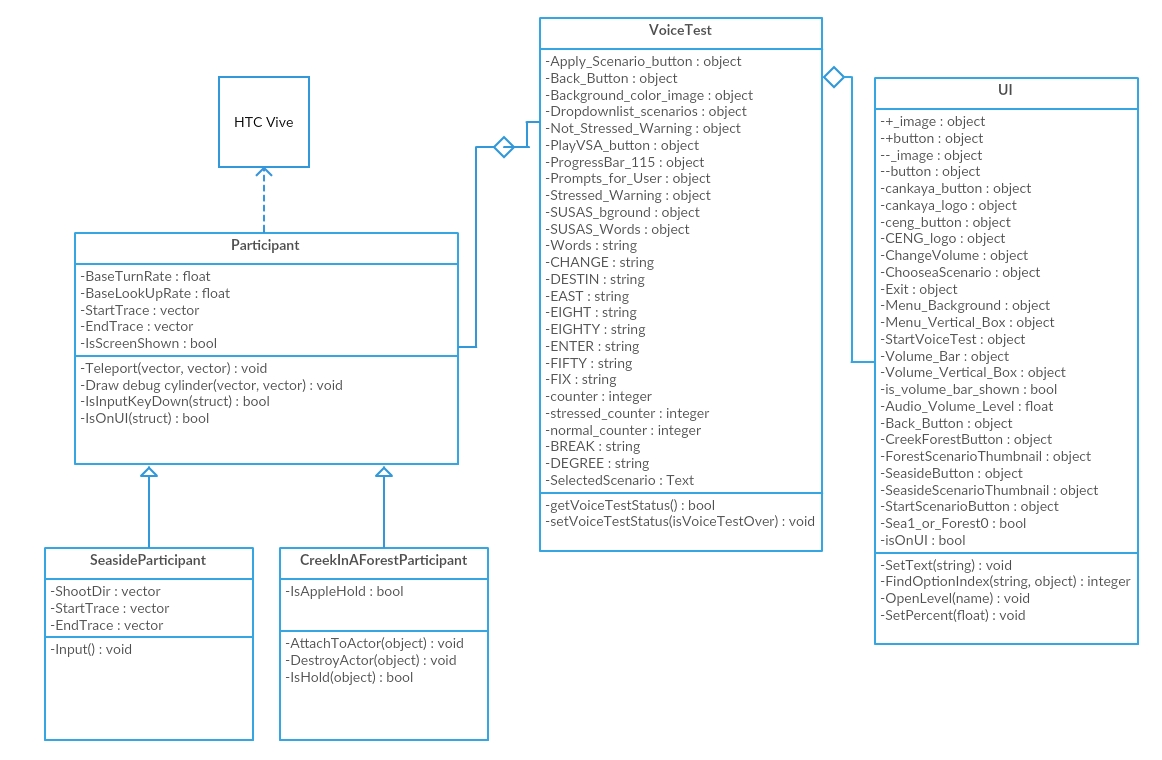 HTC Vive
Participant
-BaseTurnRate : float
-BaseLookUpRate : float
-StartTrace : vector
-EndTrace : vector
-IsScreenShown : bool
-Teleport(vector, vector) : void
-Draw debug cylinder(vector, vector) : void
-IsInputKeyDown(struct) : bool
-IsOnUI(struct) : bool
SeasideParticipant
-ShootDir : vector
-StartTrace : vector
-EndTrace : vector
-Input() : void
CreekInAForestParticipant
-IsAppleHold : bool
-AttachToActor(object) : void
-DestroyActor(object) : void
-IsHold(object) : bool
VoiceTest
-Apply_Scenario_button : object
-Back_Button : object
-Background_color_image : object
-Dropdownlist_scenarios : object
-Not_Stressed_Warning : object
-PlayVSA_button : object
-ProgressBar_115 : object
-Prompts_for_User : object
-Stressed_Warning : object
-SUSAS_bground : object
-SUSAS_Words : object
-Words : string
-CHANGE : string
-DESTIN : string
-EAST : string
-EIGHT : string
-EIGHTY : string
-ENTER : string
-FIFTY : string
-FIX : string
-counter : integer
-stressed_counter : integer
-normal_counter : integer
-BREAK : string
-DEGREE : string
-SelectedScenario : Text
-getVoiceTestStatus() : bool
-setVoiceTestStatus(isVoiceTestOver) : void
UI
-+_image : object
-+button : object
--_image : object
--button : object
-cankaya_button : object
-cankaya_logo : object
-ceng_button : object
-CENG_logo : object
-ChangeVolume : object
-ChooseaScenario : object
-Exit : object
-Menu_Background : object
-Menu_Vertical_Box : object
-StartVoiceTest : object
-Volume_Bar : object
-Volume_Vertical_Box : object
-is_volume_bar_shown : bool
-Audio_Volume_Level : float
-Back_Button : object
-CreekForestButton : object
-ForestScenarioThumbnail : object
-SeasideButton : object
-SeasideScenarioThumbnail : object
-StartScenarioButton : object
-Sea1_or_Forest0 : bool
-isOnUI : bool
-SetText(string) : void
-FindOptionIndex(string, object) : integer
-OpenLevel(name) : void
-SetPercent(float) : void